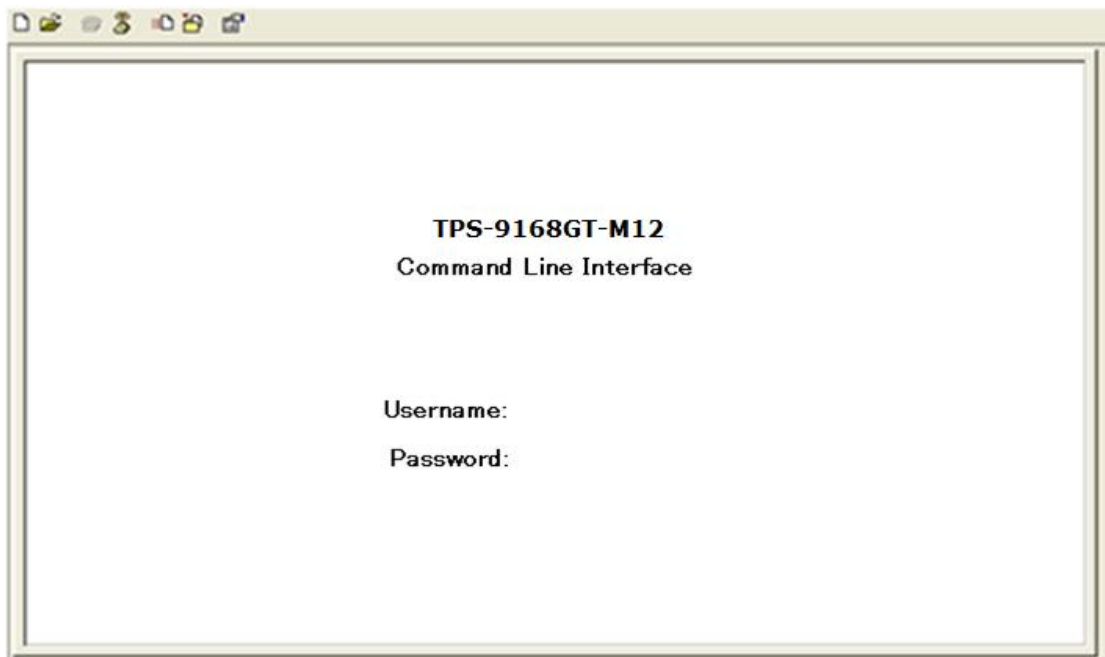 TPS-9168GT-M12
Command Line Interface
Username:
Password: